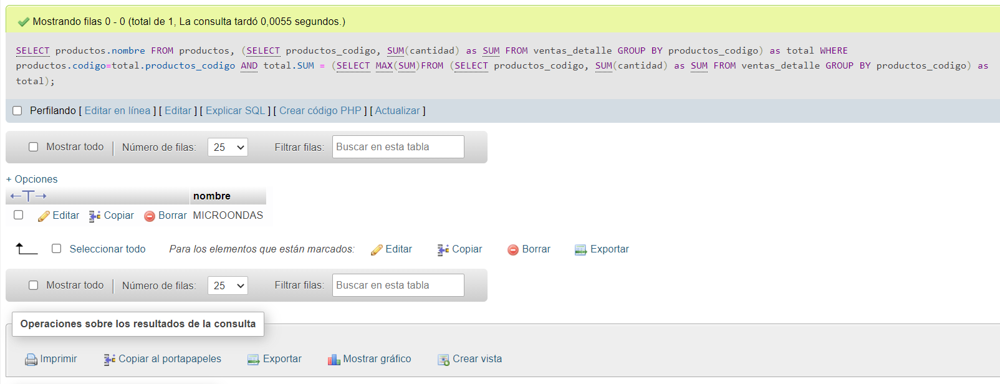 Mostrando filas 0 - 0 (total de 1, La consulta tardó 0,0055 segundos.)
SELECT productos.nombre FROM productos, (SELECT productos_codigo, SUM(cantidad) as SUM FROM ventas_detalle GROUP BY productos_codigo) as total WHERE
productos.codigo=total.productos_codigo AND total.SUM = (SELECT MAX(SUM)FROM (SELECT productos_codigo, SUM(cantidad) as SUM FROM ventas_detalle GROUP BY productos_codigo) as
total);
Perfilando [ Editar en línea ] [ Editar ] [ Explicar SQL ] [ Crear código PHP ] [ Actualizar ]
Mostrar todo | Número de filas: 25 Filtrar filas: Buscar en esta tabla
+ Opciones
←T→ nombre
Editar Copiar Borrar MICROONDAS
Seleccionar todo Para los elementos que están marcados: Editar Copiar Borrar Exportar
Mostrar todo | Número de filas: 25 Filtrar filas: Buscar en esta tabla
Operaciones sobre los resultados de la consulta
Imprimir Copiar al portapapeles Exportar Mostrar gráfico Crear vista